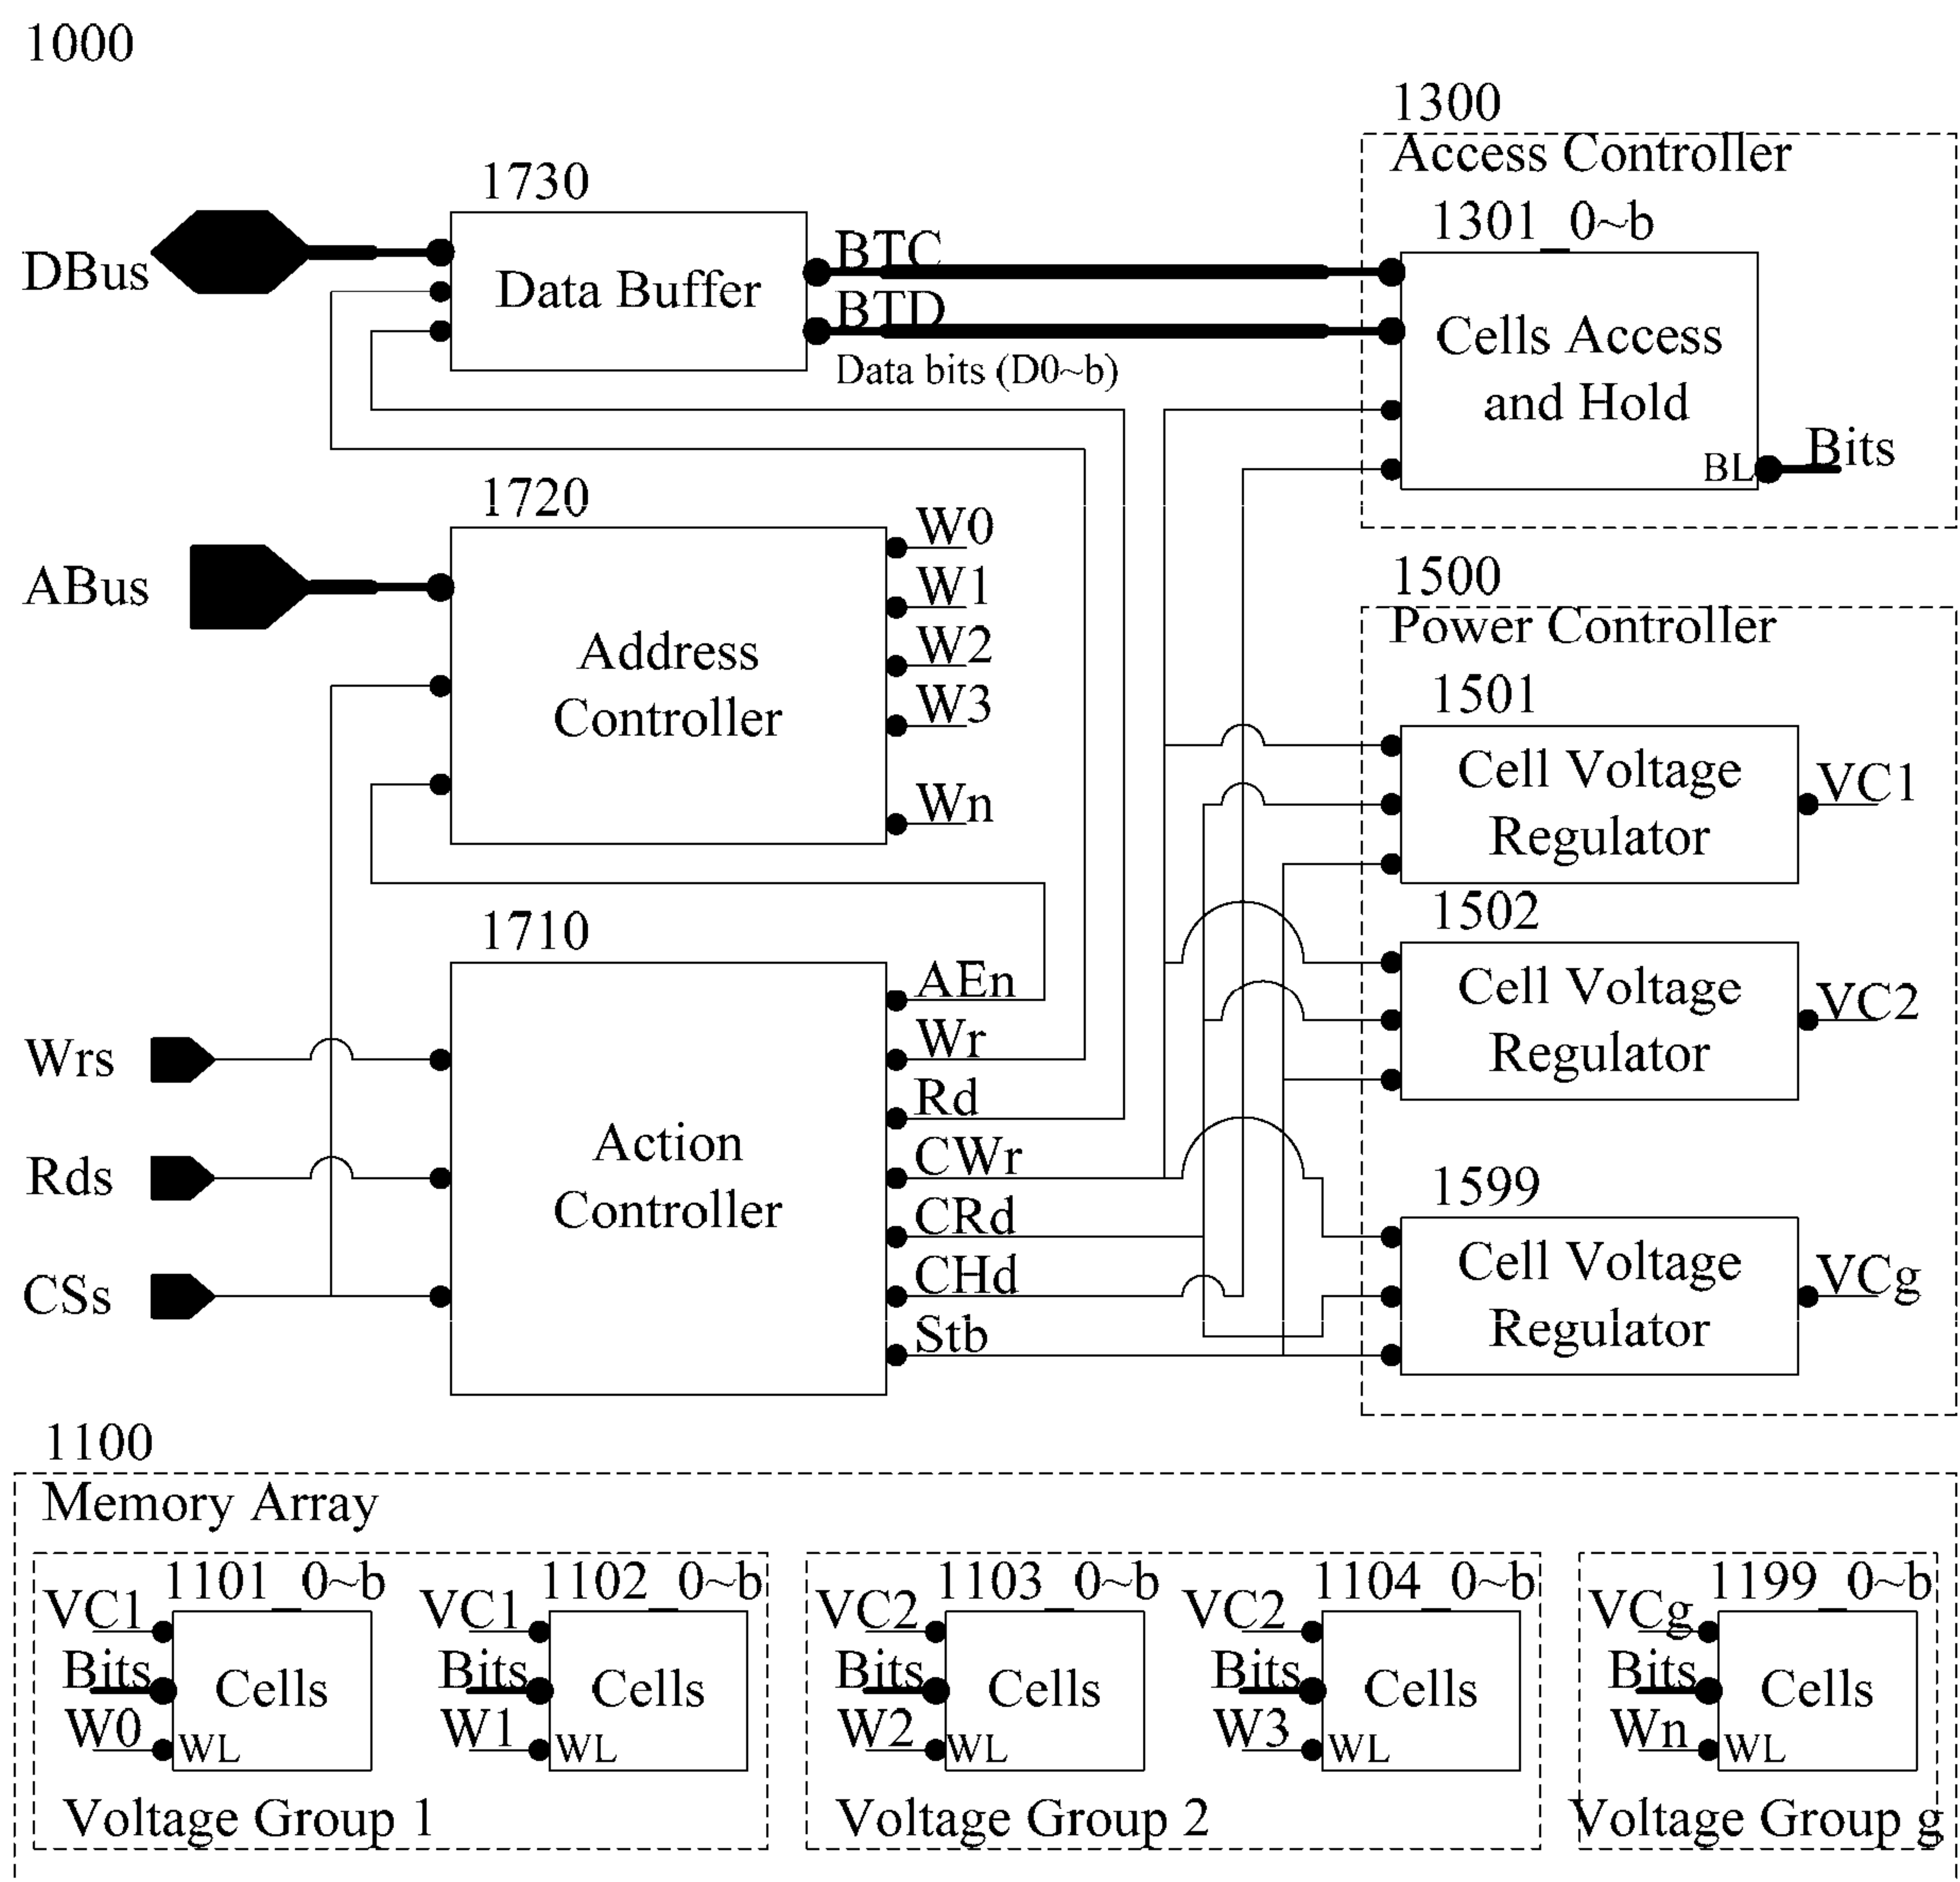 1000
1300
Access Controller
1730
1301_0~b
DBus
Data Buffer
BTC
BTD
Data bits (D0~b)
Cells Access
and Hold
BL
Bits
1720
ABus
Address
Controller
W0
W1
W2
W3
Wn
1500
Power Controller
1501
Cell Voltage
Regulator
VC1
1502
Cell Voltage
Regulator
VC2
1599
Cell Voltage
Regulator
VCg
1710
Wrs
Rds
CSs
Action
Controller
AEn
Wr
Rd
CWr
CRd
CHd
Stb
1100
Memory Array
1101_0~b
VC1
Bits
W0
Cells
WL
1102_0~b
VC1
Bits
W1
Cells
WL
Voltage Group 1
1103_0~b
VC2
Bits
W2
Cells
WL
1104_0~b
VC2
Bits
W3
Cells
WL
Voltage Group 2
1199_0~b
VCg
Bits
Wn
Cells
WL
Voltage Group g